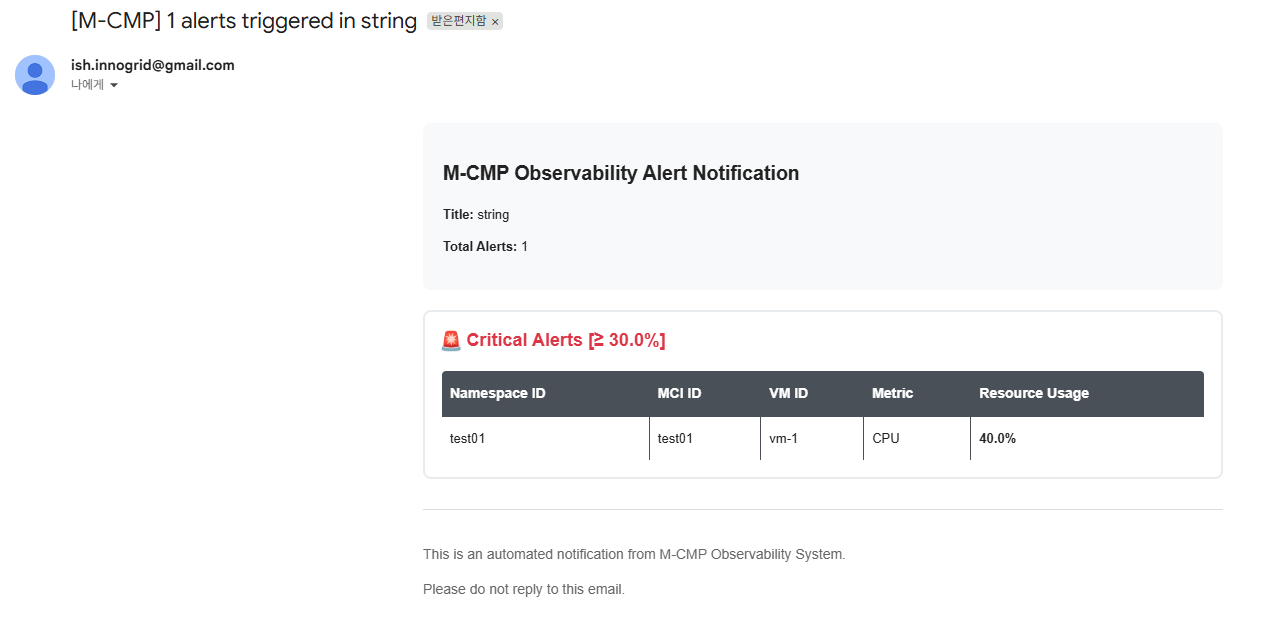 [M-CMP] 1 alerts triggered in string 받은편지함 ×
ish.innogrid@gmail.com
나에게
M-CMP Observability Alert Notification
Title: string
Total Alerts: 1
Critical Alerts [≥ 30.0%]
Namespace ID MCI ID VM ID Metric Resource Usage
test01 test01 vm-1 CPU 40.0%
This is an automated notification from M-CMP Observability System.
Please do not reply to this email.